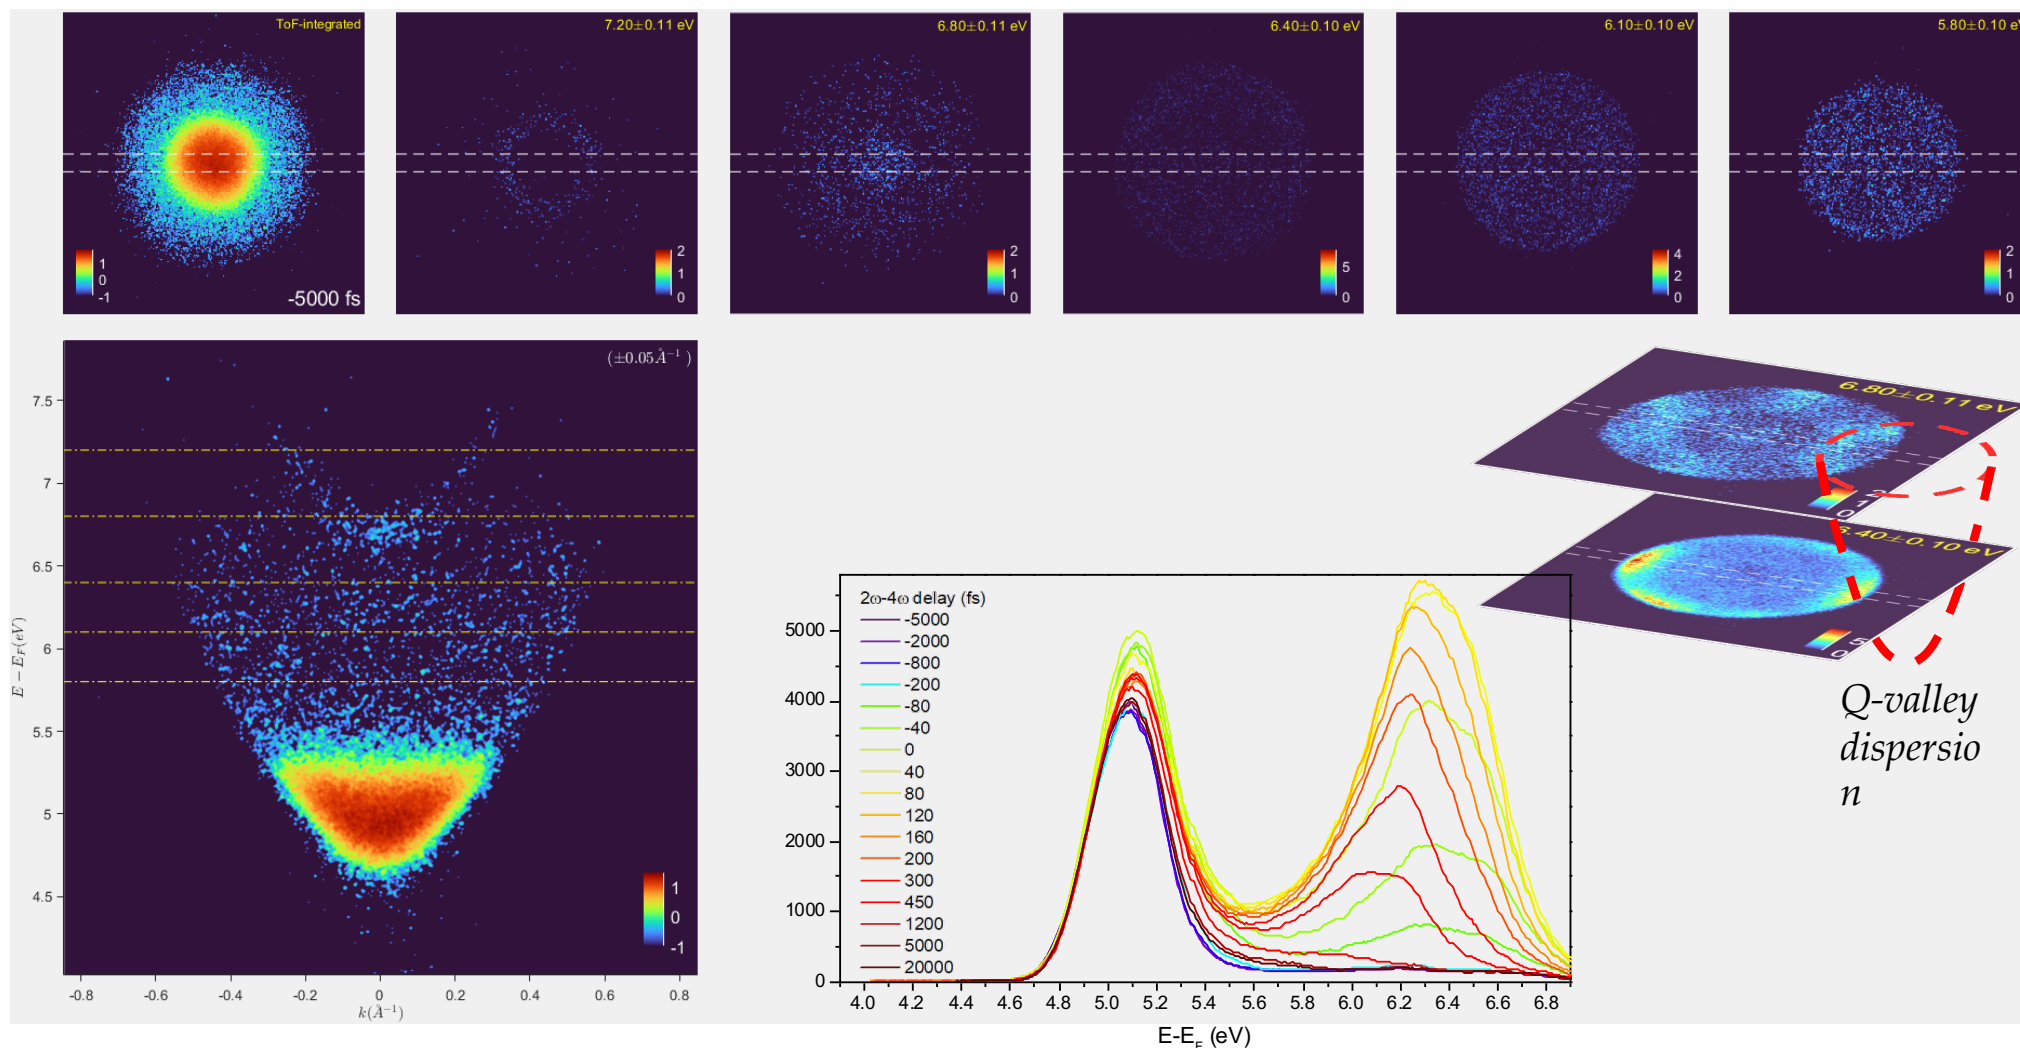 ToF-integrated
1
0
-1
-5000 fs
7.20±0.11 eV
2
1
0
6.80±0.11 eV
2
1
0
6.40±0.10 eV
5
0
6.10±0.10 eV
4
2
0
5.80±0.10 eV
2
1
0
(±0.05Å⁻¹ )
7.5
7
6.5
6
5.5
5
4.5
E − E_F(eV)
1
0
-1
-0.8 -0.6 -0.4 -0.2 0 0.2 0.4 0.6 0.8
k(Å⁻¹)
6.80±0.11 eV
2
1
0
6.40±0.10 eV
5
0
Q-valley
dispersio
n
2ω-4ω delay (fs)
-5000
-2000
-800
-200
-80
-40
0
40
80
120
160
200
300
450
1200
5000
20000
5000
4000
3000
2000
1000
0
4.0 4.2 4.4 4.6 4.8 5.0 5.2 5.4 5.6 5.8 6.0 6.2 6.4 6.6 6.8
E-E_F (eV)